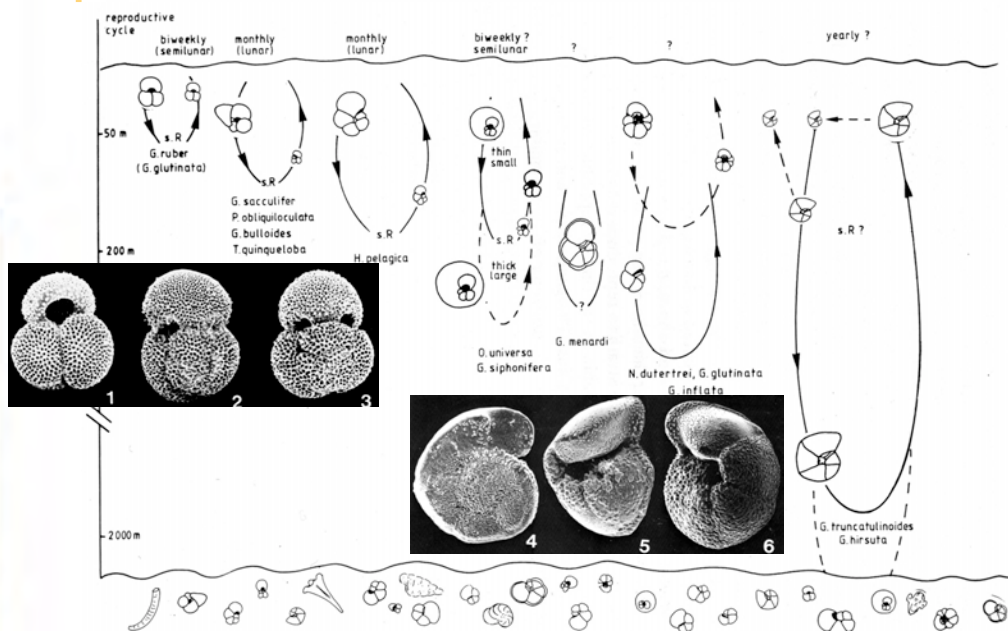 reproductive
cycle
biweekly
(semilunar)
monthly
(lunar)
monthly
(lunar)
biweekly ?
semilunar
?
?
yearly ?
50 m
s.R
G. ruber
(G. glutinata)
s.R
G. sacculifer
P. obliquiloculata
G. bulloides
T. quinqueloba
s.R
H. pelagica
thin
small
s.R
thick
large
O. universa
G. siphonifera
?
G. menardi
N. dutertrei, G. glutinata
G. inflata
s.R ?
G. truncatulinoides
G. hirsuta
200 m
2000 m
1
2
3
4
5
6